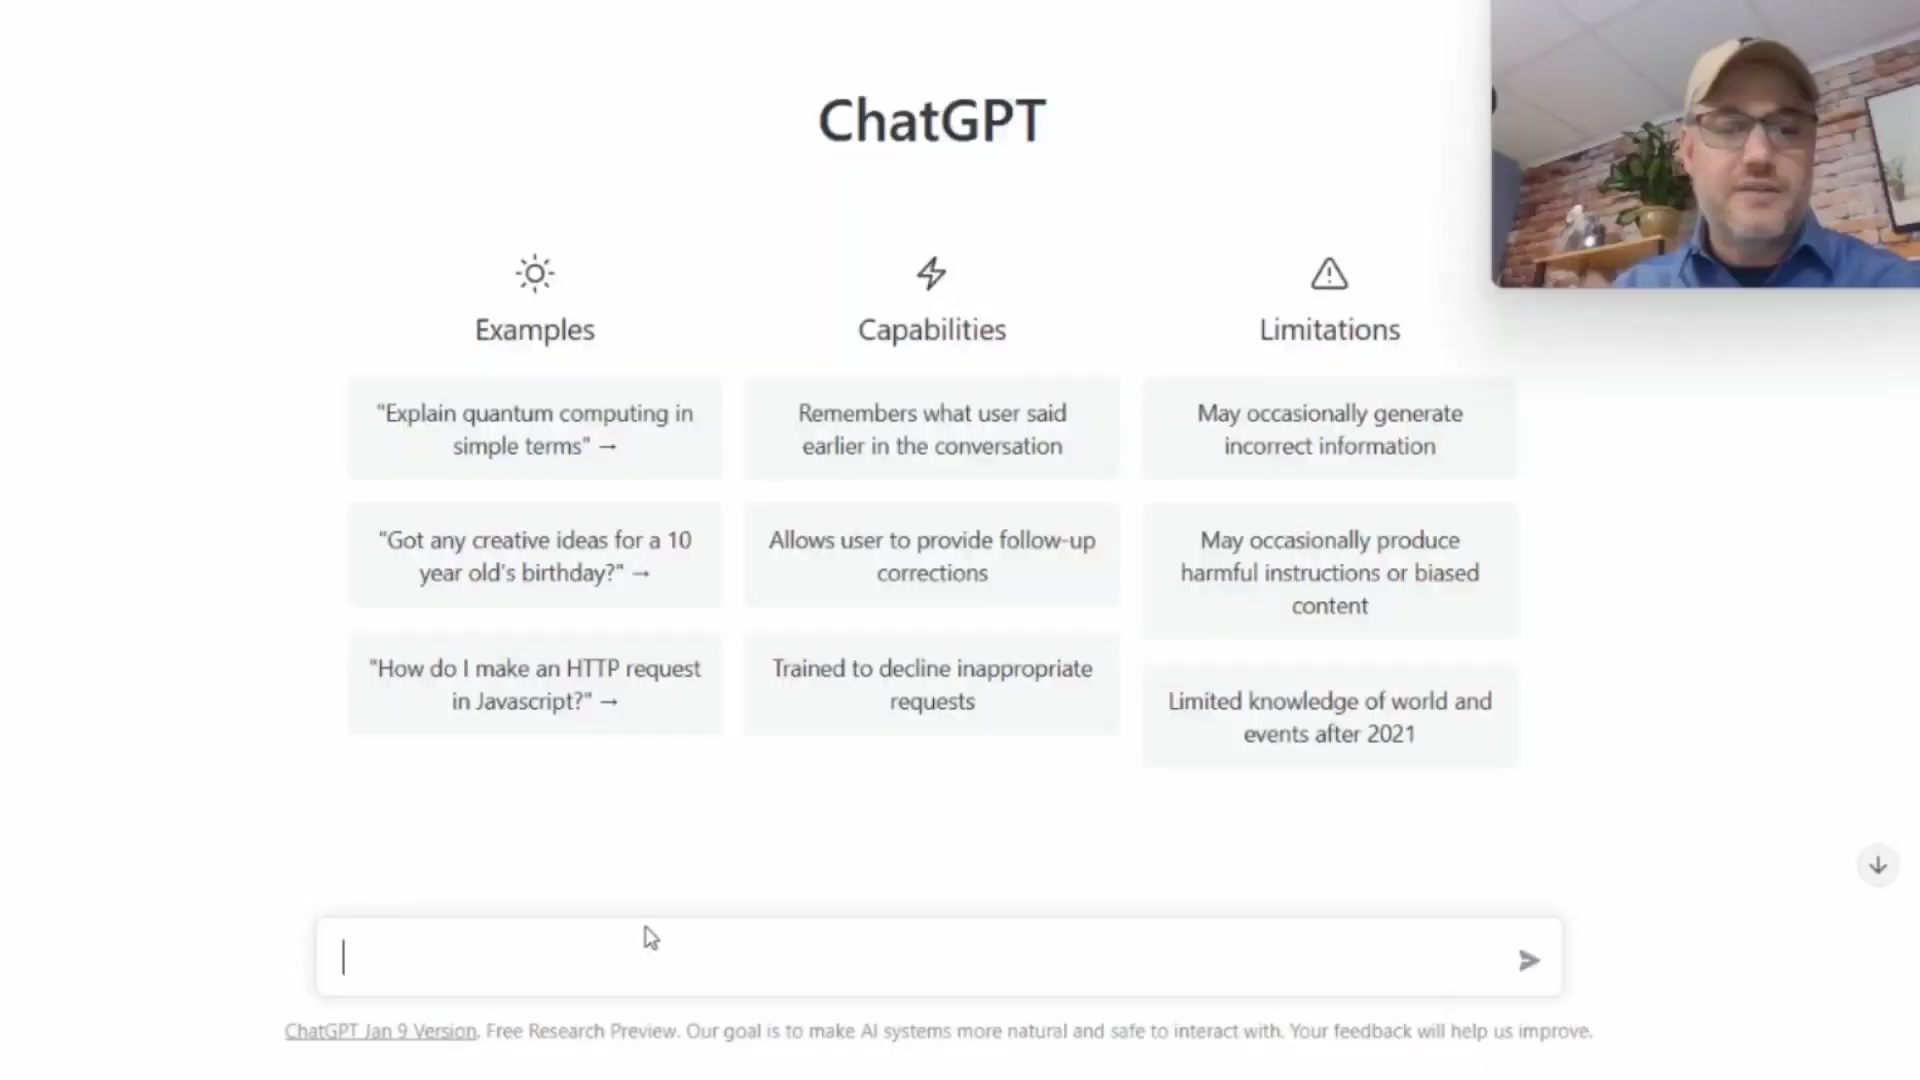 ChatGPT
Examples
"Explain quantum computing in
simple terms" →
"Got any creative ideas for a 10
year old's birthday?" →
"How do I make an HTTP request
in Javascript?" →
Capabilities
Remembers what user said
earlier in the conversation
Allows user to provide follow-up
corrections
Trained to decline inappropriate
requests
Limitations
May occasionally generate
incorrect information
May occasionally produce
harmful instructions or biased
content
Limited knowledge of world and
events after 2021
ChatGPT Jan 9 Version. Free Research Preview. Our goal is to make AI systems more natural and safe to interact with. Your feedback will help us improve.